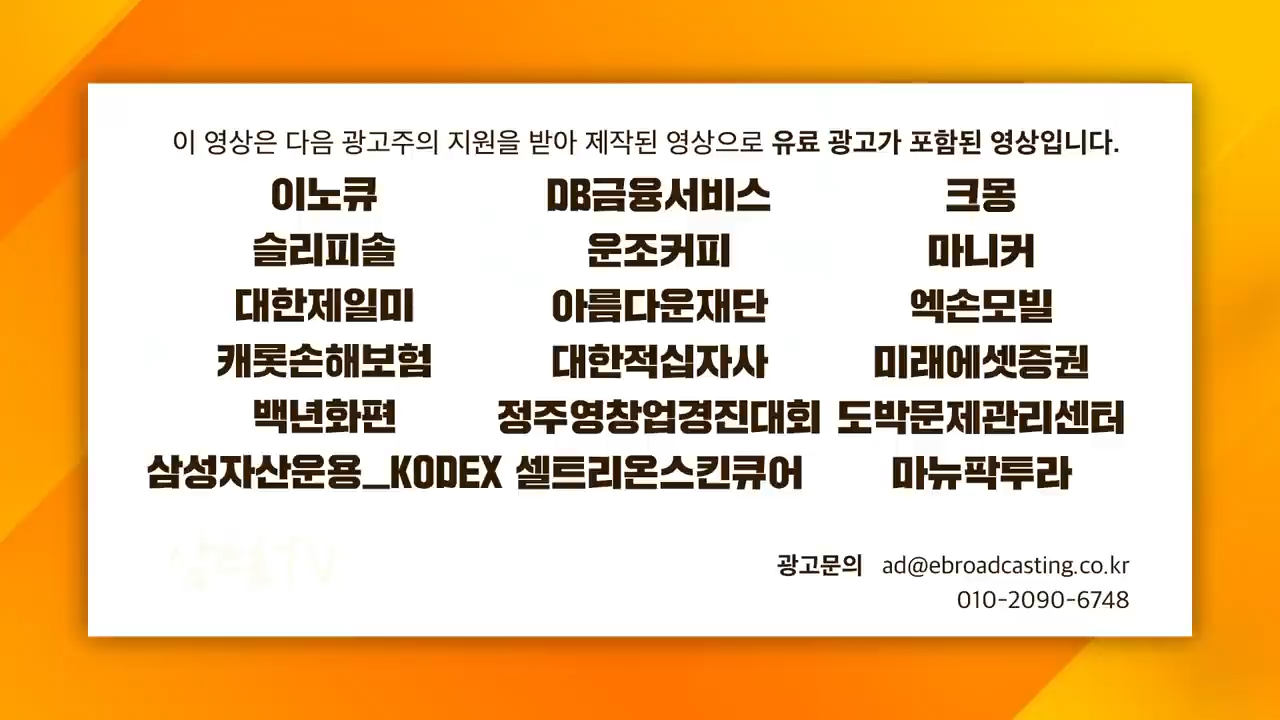 이 영상은 다음 광고주의 지원을 받아 제작된 영상으로 유료 광고가 포함된 영상입니다.
이노큐 DB금융서비스 크몽
슬리피솔 운조커피 마니커
대한제일미 아름다운재단 엑손모빌
캐롯손해보험 대한적십자사 미래에셋증권
백년화편 정주영창업경진대회 도박문제관리센터
삼성자산운용_KODEX 셀트리온스킨큐어 마뉴팍투라
광고문의 ad@ebroadcasting.co.kr
010-2090-6748